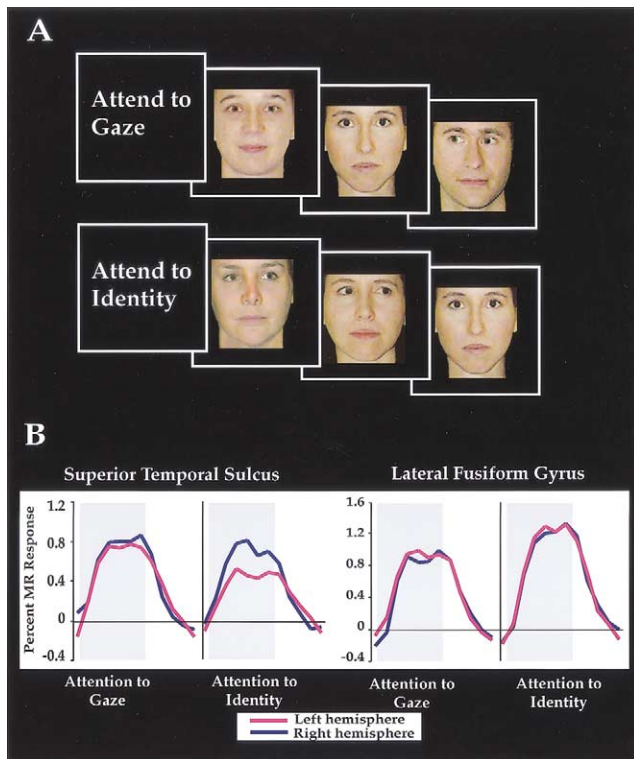 A
Attend to
Gaze
Attend to
Identity
B
Superior Temporal Sulcus
Lateral Fusiform Gyrus
Percent MR Response
1.2
0.8
0.4
0
-0.4
1.6
1.2
0.8
0.4
0
-0.4
Attention to
Gaze
Attention to
Identity
Attention to
Gaze
Attention to
Identity
Left hemisphere
Right hemisphere